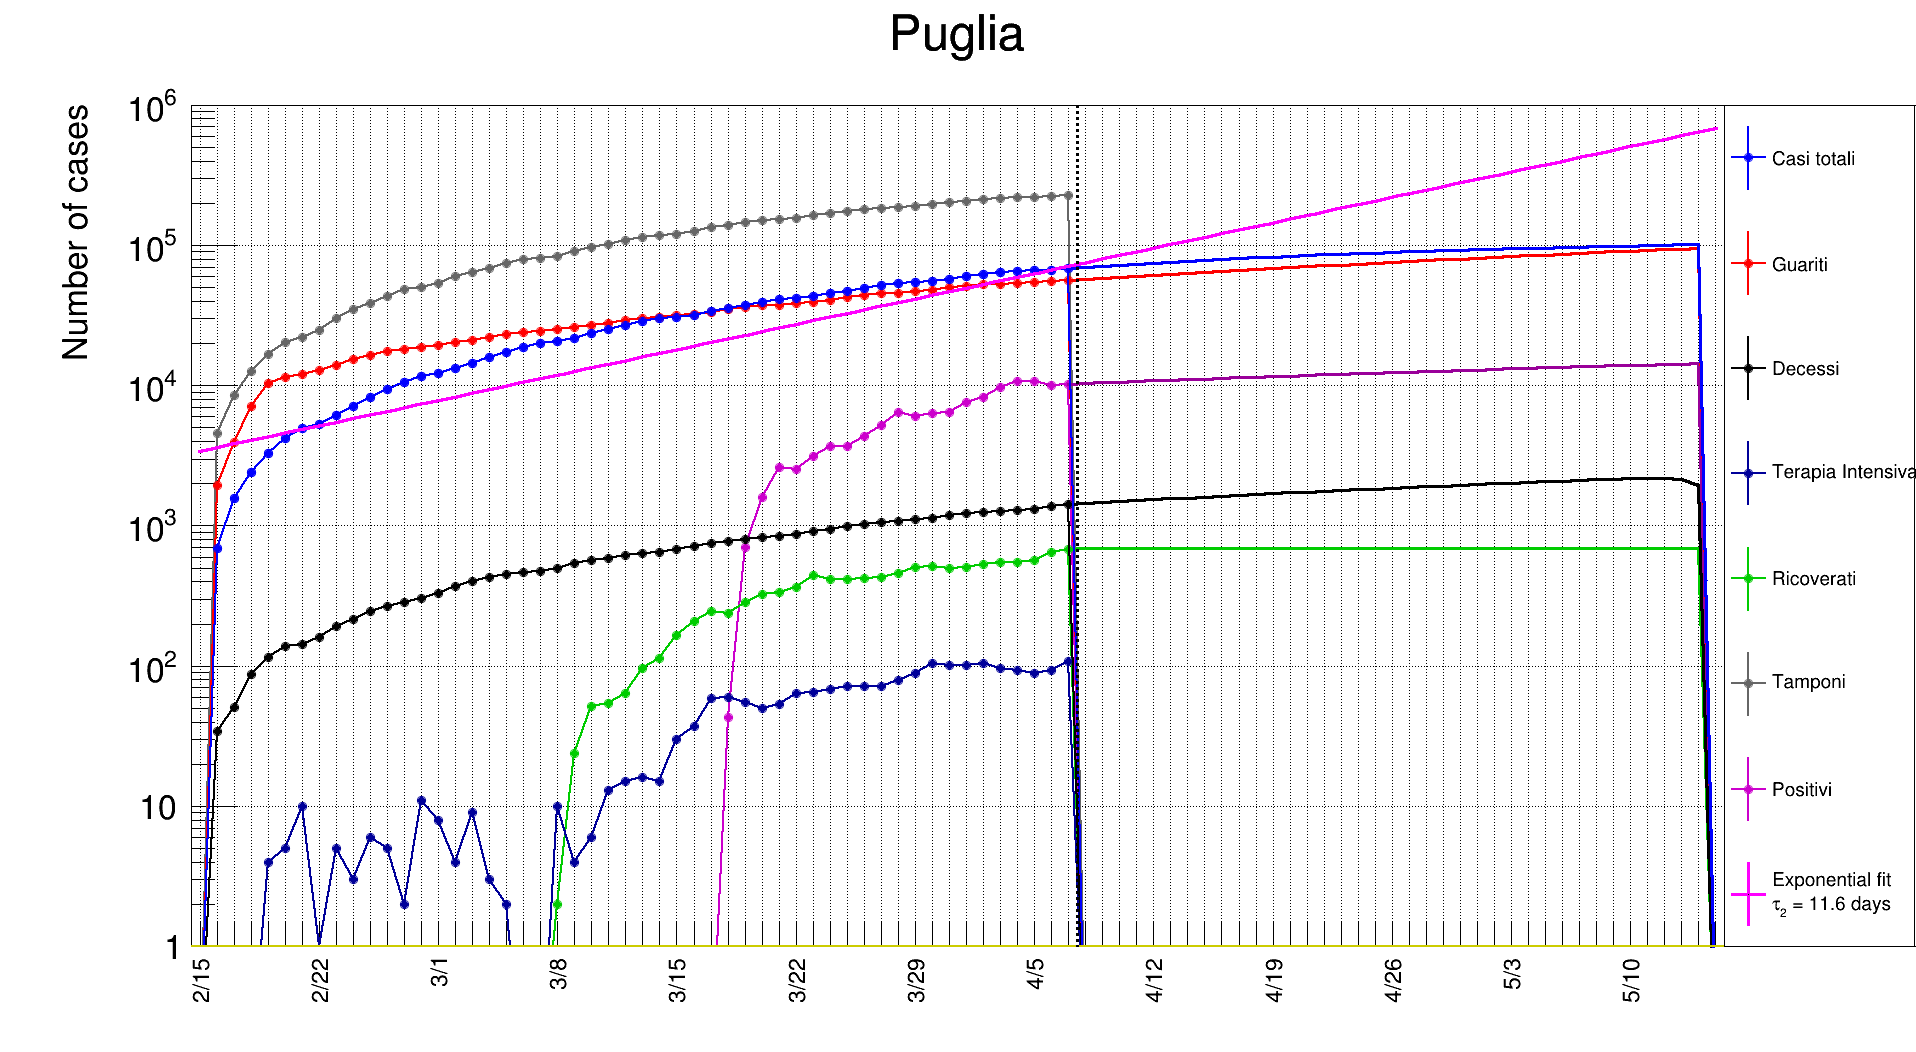 Puglia
Number of cases
10^6
10^5
10^4
10^3
10^2
10
1
2/15
2/22
3/1
3/8
3/15
3/22
3/29
4/5
4/12
4/19
4/26
5/3
5/10
Casi totali
Guariti
Decessi
Terapia Intensiva
Ricoverati
Tamponi
Positivi
Exponential fit
τ₂ = 11.6 days